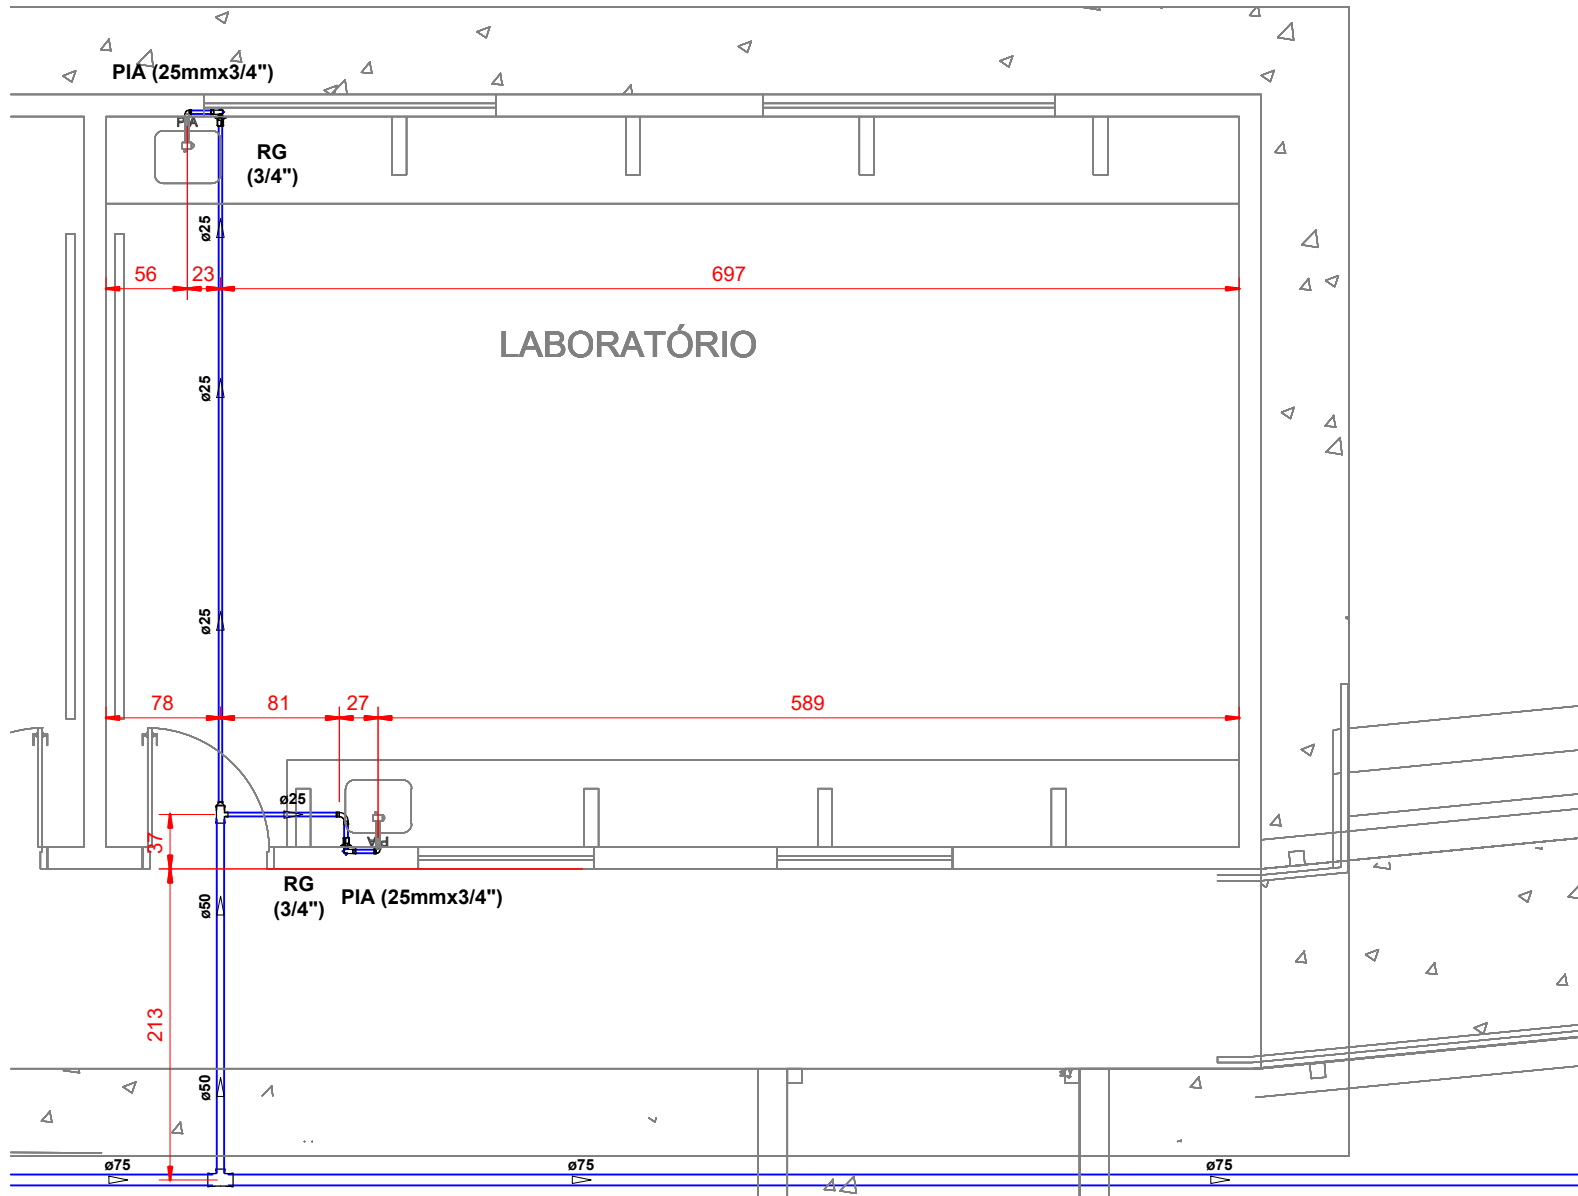 PIA (25mmx3/4")
PIA
RG
(3/4")
ø25
56
23
697
LABORATÓRIO
ø25
ø25
78
81
27
589
ø25
37
PIA
RG
(3/4")
PIA (25mmx3/4")
ø50
213
ø50
ø75
ø75
ø75